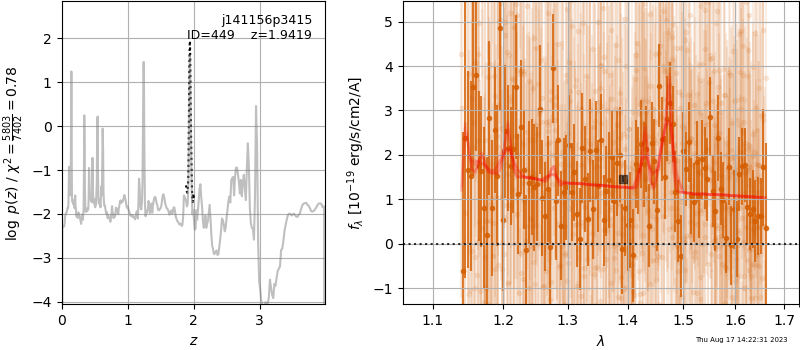 j141156p3415
ID=449 z=1.9419
log p(z) / χ² = 5803/7402 = 0.78
2
1
0
−1
−2
−3
−4
0 1 2 3
z
fλ [10⁻¹⁹ erg/s/cm2/A]
5
4
3
2
1
0
−1
1.1 1.2 1.3 1.4 1.5 1.6 1.7
λ
Thu Aug 17 14:22:31 2023